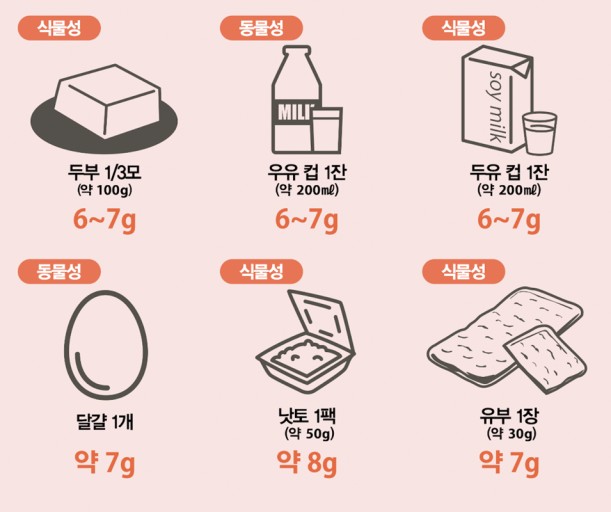 식물성
동물성
식물성
MILK
soy milk
두부 1/3모
(약 100g)
6~7g
우유 컵 1잔
(약 200㎖)
6~7g
두유 컵 1잔
(약 200㎖)
6~7g
동물성
식물성
식물성
달걀 1개
약 7g
낫토 1팩
(약 50g)
약 8g
유부 1장
(약 30g)
약 7g